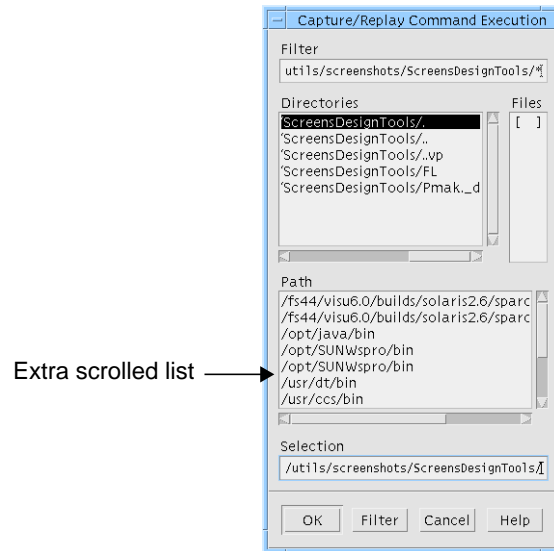 Capture/Replay Command Execution
Filter
utils/screenshots/ScreensDesignTools/*
Directories
Files
'ScreensDesignTools/.
[ ]
'ScreensDesignTools/..
'ScreensDesignTools/..vp
'ScreensDesignTools/FL
'ScreensDesignTools/Pmak._d
Path
/fs44/visu6.0/builds/solaris2.6/sparc
/fs44/visu6.0/builds/solaris2.6/sparc
/opt/java/bin
/opt/SUNWspro/bin
/opt/SUNWspro/bin
/usr/dt/bin
/usr/ccs/bin
Extra scrolled list
Selection
/utils/screenshots/ScreensDesignTools/
OK Filter Cancel Help